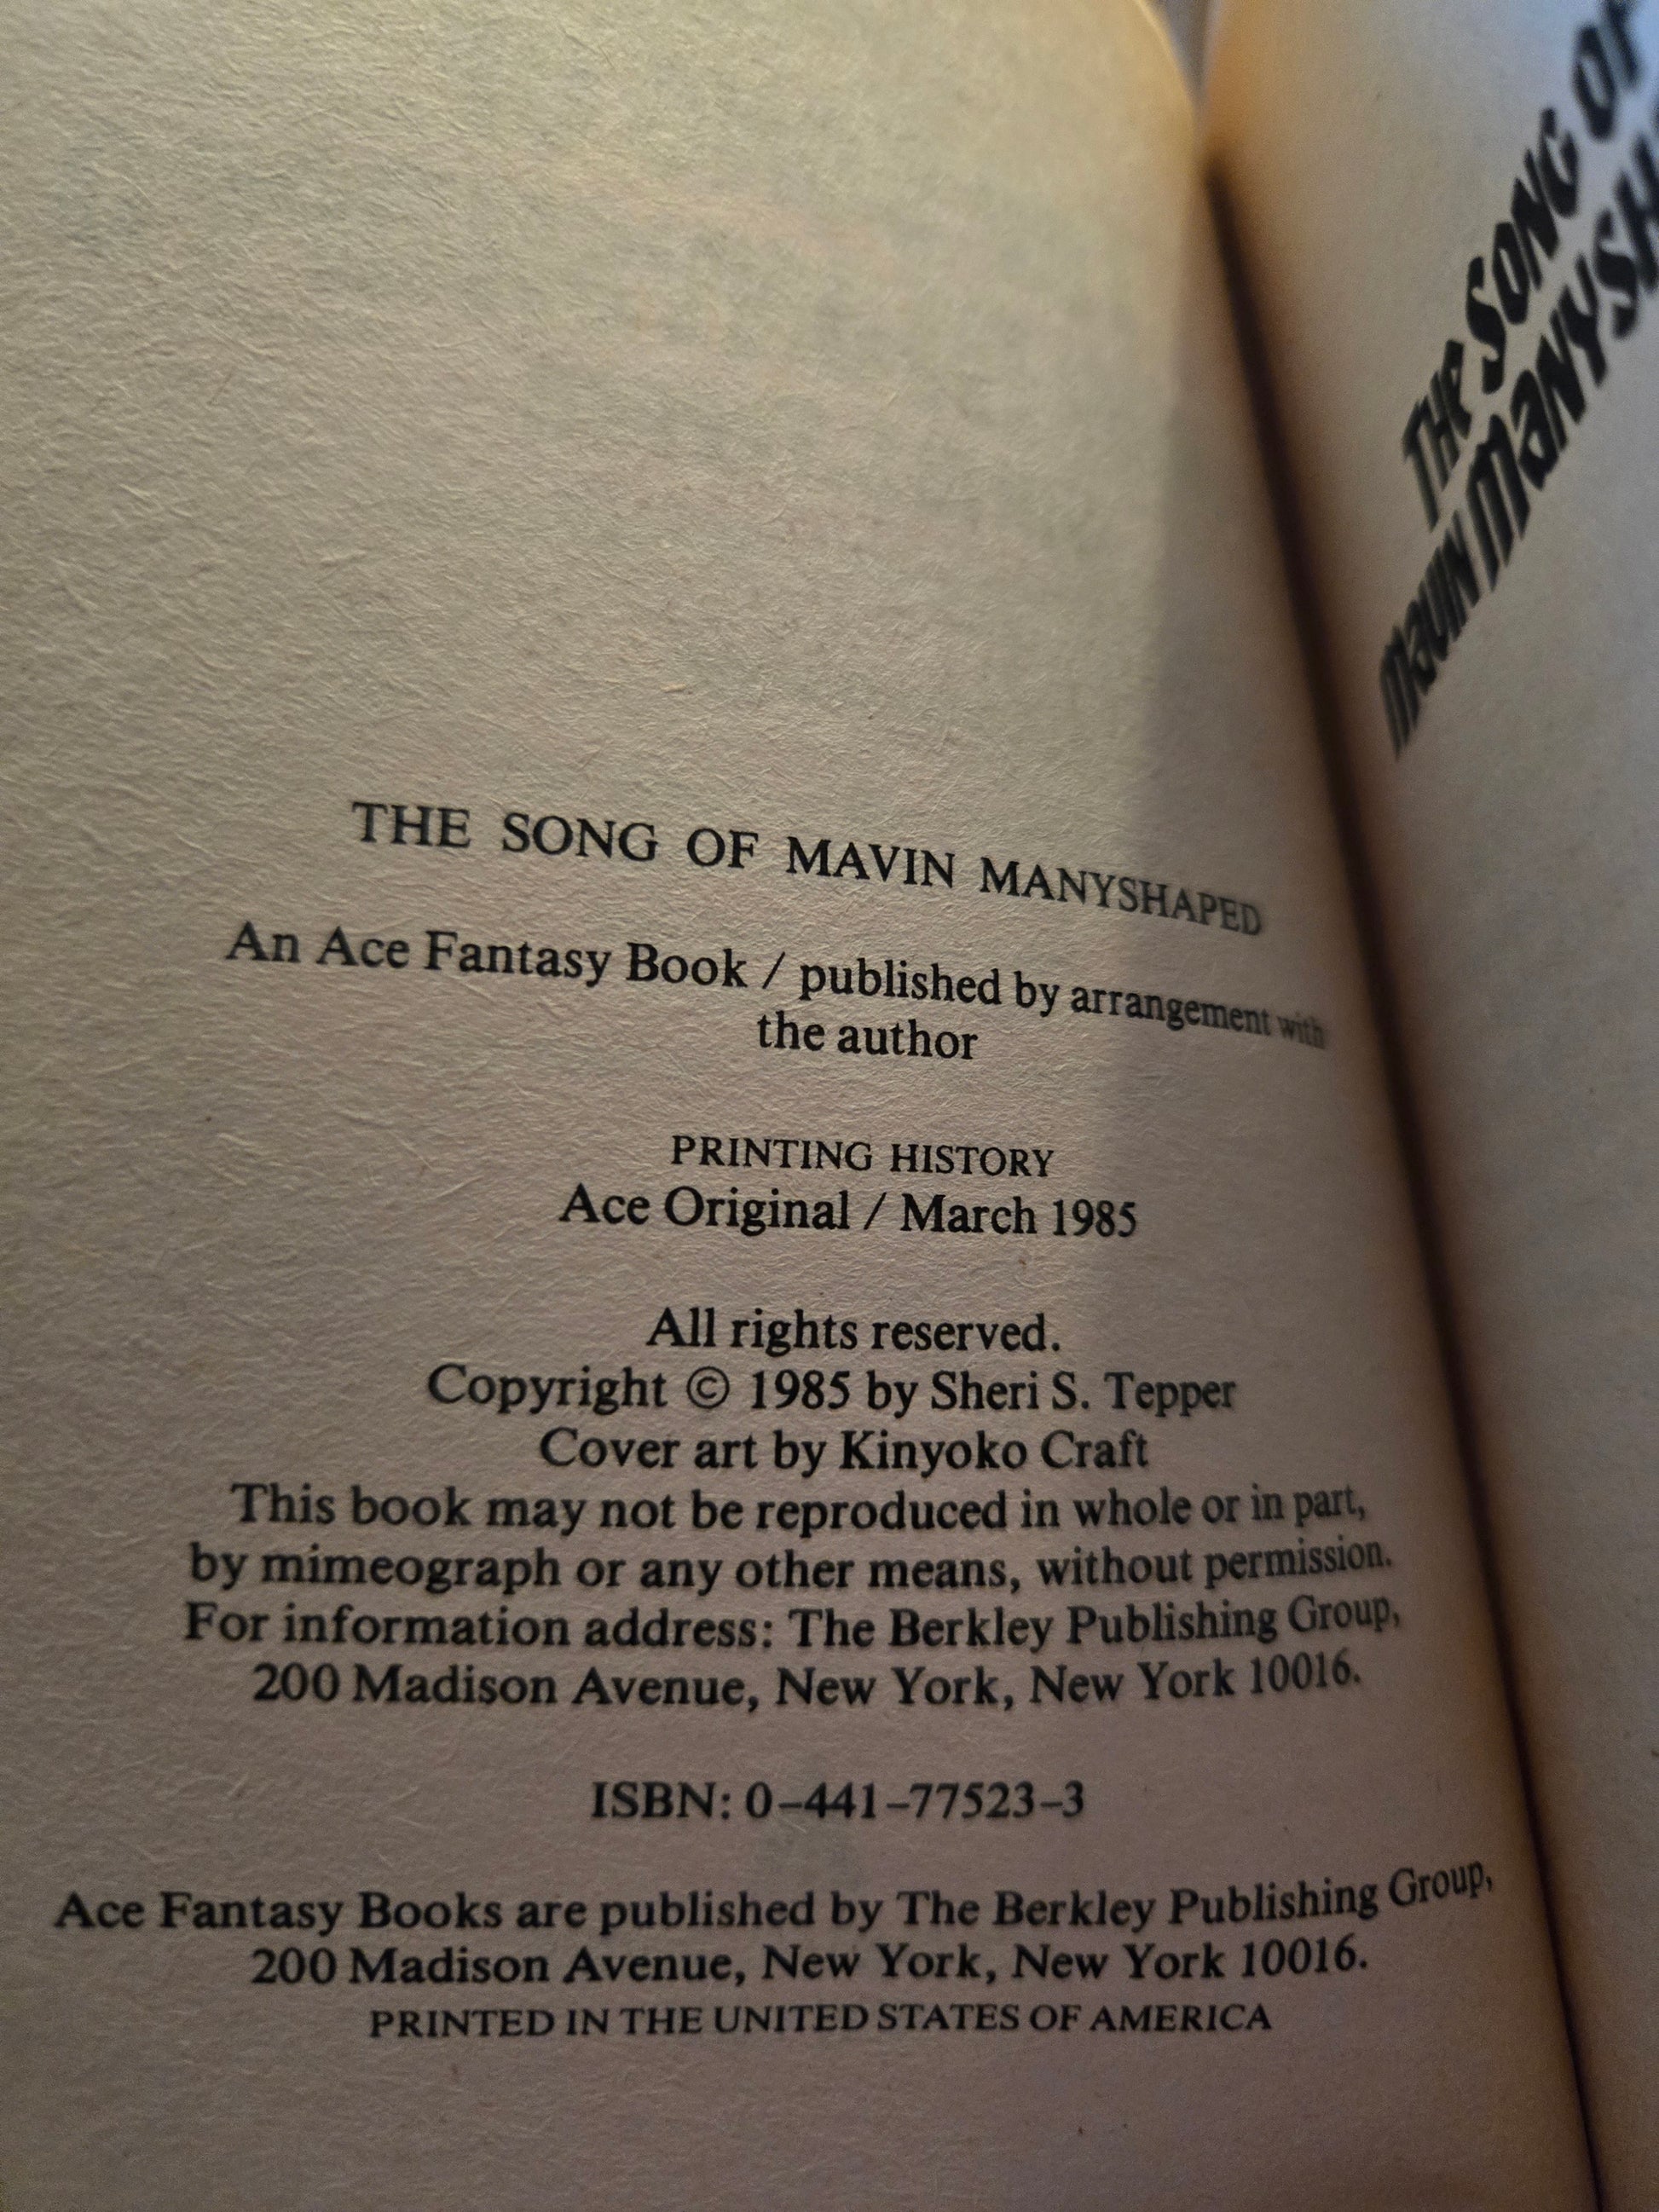 THE SONG OF MAVIN MANYSHAPED
An Ace Fantasy Book / published by arrangement with
the author
PRINTING HISTORY
Ace Original / March 1985
All rights reserved.
Copyright © 1985 by Sheri S. Tepper
Cover art by Kinyoko Craft
This book may not be reproduced in whole or in part,
by mimeograph or any other means, without permission.
For information address: The Berkley Publishing Group,
200 Madison Avenue, New York, New York 10016.
ISBN: 0-441-77523-3
Ace Fantasy Books are published by The Berkley Publishing Group,
200 Madison Avenue, New York, New York 10016.
PRINTED IN THE UNITED STATES OF AMERICA
THE SONG OF
MAVIN MANYSH